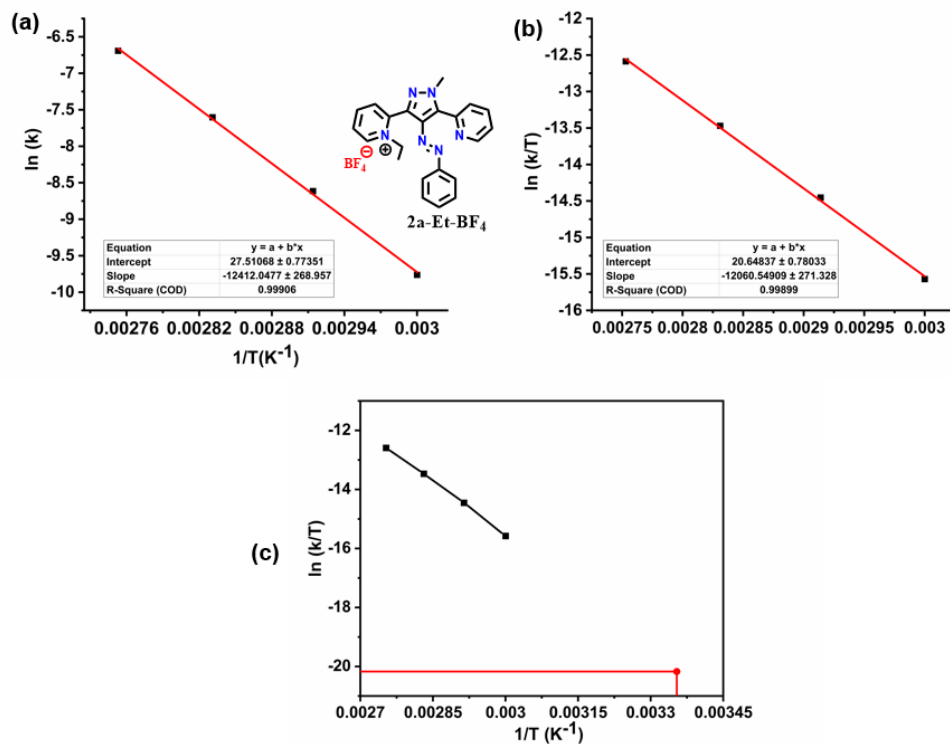 (a)
-6.5
-7
-7.5
-8
-8.5
-9
-9.5
-10
ln (k)
0.00276 0.00282 0.00288 0.00294 0.003
1/T(K⁻¹)
Equation y = a + b*x
Intercept 27.51068 ± 0.77351
Slope -12412.0477 ± 268.957
R-Square (COD) 0.99906
N N
N
N
N
N
BF₄
⊖
⊕
2a-Et-BF₄
(b)
-12
-12.5
-13
-13.5
-14
-14.5
-15
-15.5
-16
ln (k/T)
0.00275 0.0028 0.00285 0.0029 0.00295 0.003
Equation y = a + b*x
Intercept 20.64837 ± 0.78033
Slope -12060.54909 ± 271.328
R-Square (COD) 0.99899
(c)
-12
-14
-16
-18
-20
ln (k/T)
0.0027 0.00285 0.003 0.00315 0.0033 0.00345
1/T (K⁻¹)